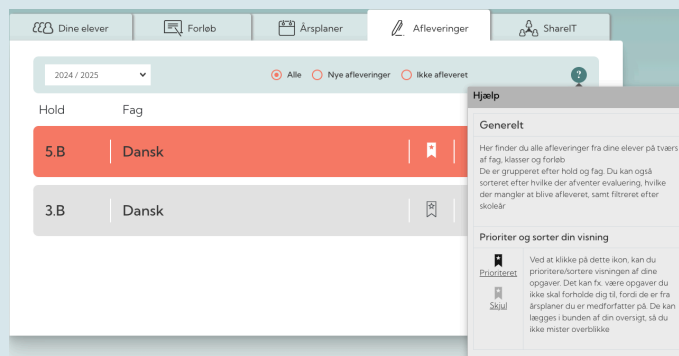 Dine elever
Forløb
Årsplaner
Afleveringer
ShareIT
2024 / 2025
Alle
Nye afleveringer
Ikke afleveret
?
Hold
Fag
5.B
Dansk
3.B
Dansk
Hjælp
Generelt
Her finder du alle afleveringer fra dine elever på tværs
af fag, klasser og forløb
De er grupperet efter hold og fag. Du kan også
sorteret efter hvilke der afventer evaluering, hvilke
der mangler at blive afleveret, samt filtreret efter
skoleår
Prioriter og sorter din visning
Prioriteret
Skjul
Ved at klikke på dette ikon, kan du
prioritere/sortere visningen af dine
opgaver. Det kan fx. være opgaver du
ikke skal forholde dig til, fordi de er fra
årsplaner du er medforfatter på. De kan
lægges i bunden af din oversigt, så du
ikke mister overblikke